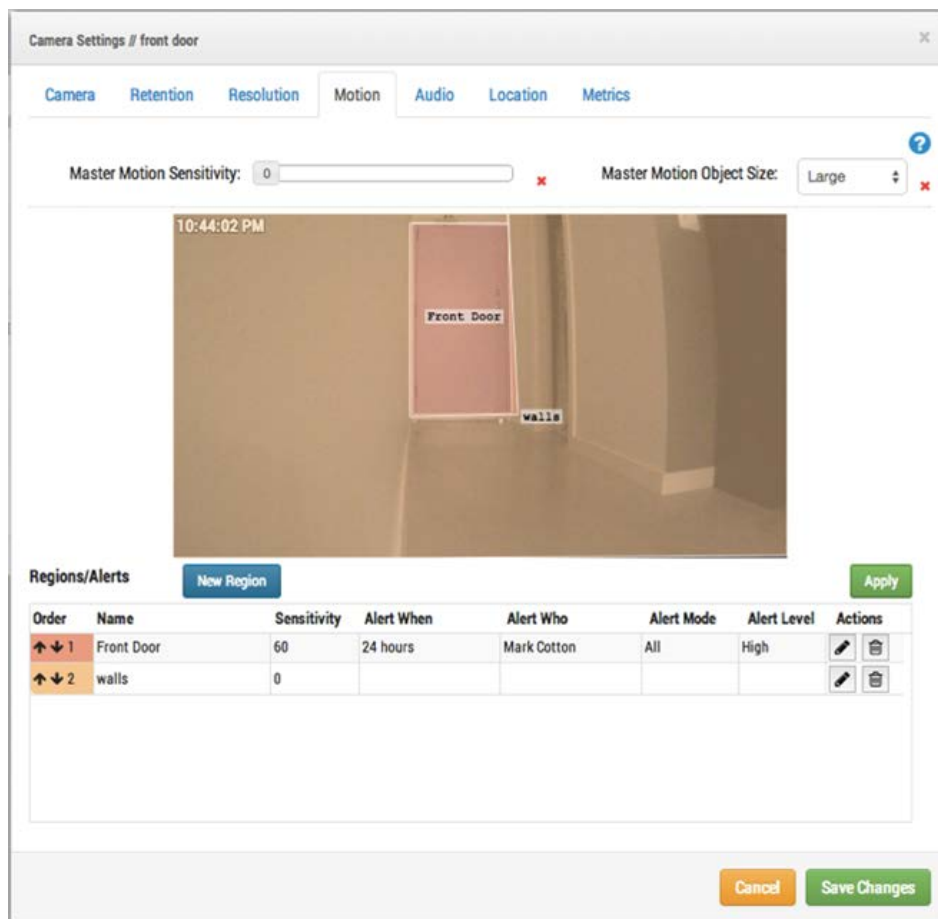 Camera Settings // front door ×
Camera Retention Resolution Motion Audio Location Metrics
?
Master Motion Sensitivity: 0 Master Motion Object Size: Large
10:44:02 PM
Front Door
walls
Regions/Alerts New Region Apply
Order Name Sensitivity Alert When Alert Who Alert Mode Alert Level Actions
1 Front Door 60 24 hours Mark Cotton All High
2 walls 0
Cancel Save Changes